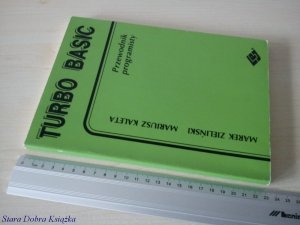 MAREK ZIELIŃSKI MARIUSZ KALETA
TURBO BASIC
Przewodnik
programisty
Stara Dobra Książka